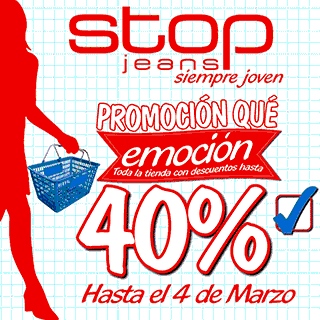 stop
jeans
siempre joven
PROMOCIÓN QUÉ
emoción
Toda la tienda con descuentos hasta
40%
Hasta el 4 de Marzo